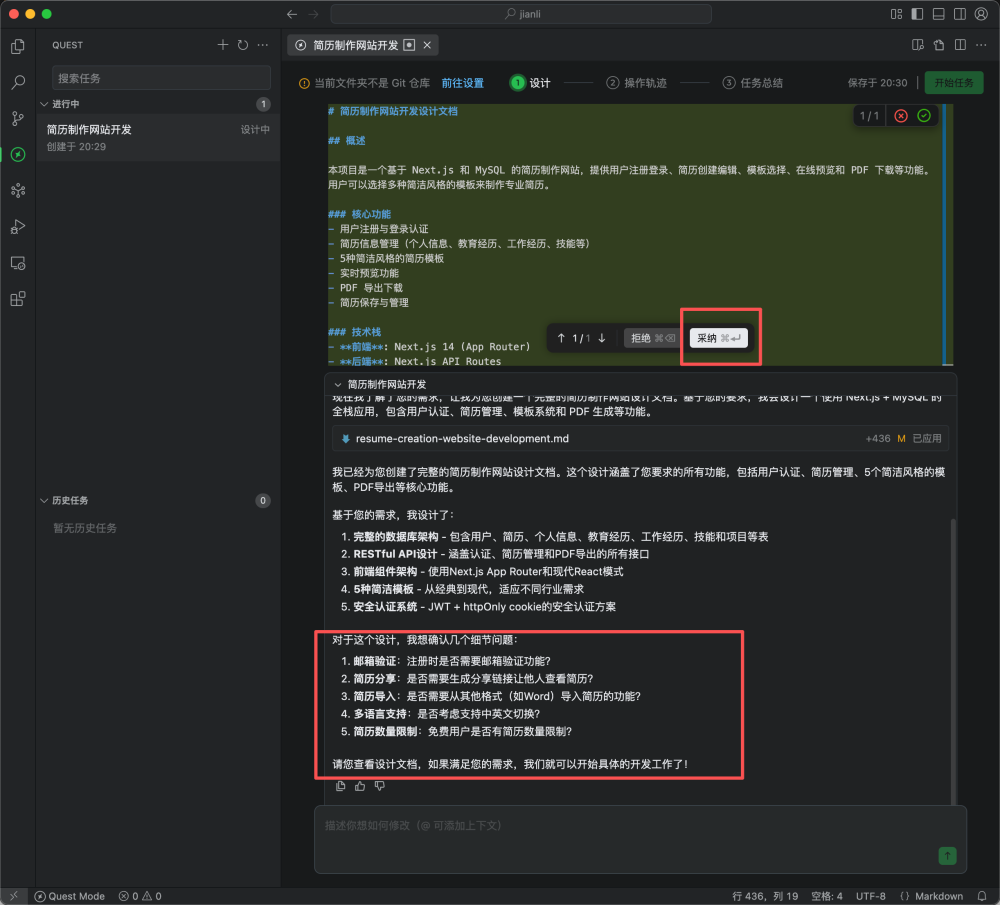 jianli
QUEST
搜索任务
进行中
1
简历制作网站开发
设计中
创建于 20:29
历史任务
0
暂无历史任务
简历制作网站开发
当前文件夹不是 Git 仓库
前往设置
1 设计
2 操作轨迹
3 任务总结
保存于 20:30
开始任务
1 / 1
# 简历制作网站开发设计文档
## 概述
本项目是一个基于 Next.js 和 MySQL 的简历制作网站，提供用户注册登录、简历创建编辑、模板选择、在线预览和 PDF 下载等功能。
用户可以选择多种简洁风格的模板来制作专业简历。
### 核心功能
- 用户注册与登录认证
- 简历信息管理（个人信息、教育经历、工作经历、技能等）
- 5种简洁风格的简历模板
- 实时预览功能
- PDF 导出下载
- 简历保存与管理
### 技术栈
- **前端**: Next.js 14 (App Router)
- **后端**: Next.js API Routes
↑ 1 / 1 ↓
拒绝 ⌘⌫
采纳 ⌘↵
简历制作网站开发
现在我了解了您的需求，让我为您创建一个完整的简历制作网站设计文档。基于您的要求，我会设计一个使用 Next.js + MySQL 的
全栈应用，包含用户认证、简历管理、模板系统和 PDF 生成等功能。
resume-creation-website-development.md
+436 M 已应用
我已经为您创建了完整的简历制作网站设计文档。这个设计涵盖了您要求的所有功能，包括用户认证、简历管理、5个简洁风格的模
板、PDF导出等核心功能。
基于您的需求，我设计了：
1. 完整的数据库架构 - 包含用户、简历、个人信息、教育经历、工作经历、技能和项目等表
2. RESTful API设计 - 涵盖认证、简历管理和PDF导出的所有接口
3. 前端组件架构 - 使用Next.js App Router和现代React模式
4. 5种简洁模板 - 从经典到现代，适应不同行业需求
5. 安全认证系统 - JWT + httpOnly cookie的安全认证方案
对于这个设计，我想确认几个细节问题：
1. 邮箱验证：注册时是否需要邮箱验证功能?
2. 简历分享：是否需要生成分享链接让他人查看简历?
3. 简历导入：是否需要从其他格式（如Word）导入简历的功能?
4. 多语言支持：是否考虑支持中英文切换?
5. 简历数量限制：免费用户是否有简历数量限制?
请您查看设计文档，如果满足您的需求，我们就可以开始具体的开发工作了！
描述你想如何修改（@ 可添加上下文）
Quest Mode
0
0
行 436，列 19
空格: 4
UTF-8
Markdown